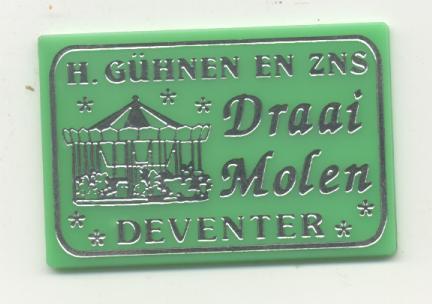 H. GÜHNEN EN ZNS
Draai
Molen
DEVENTER